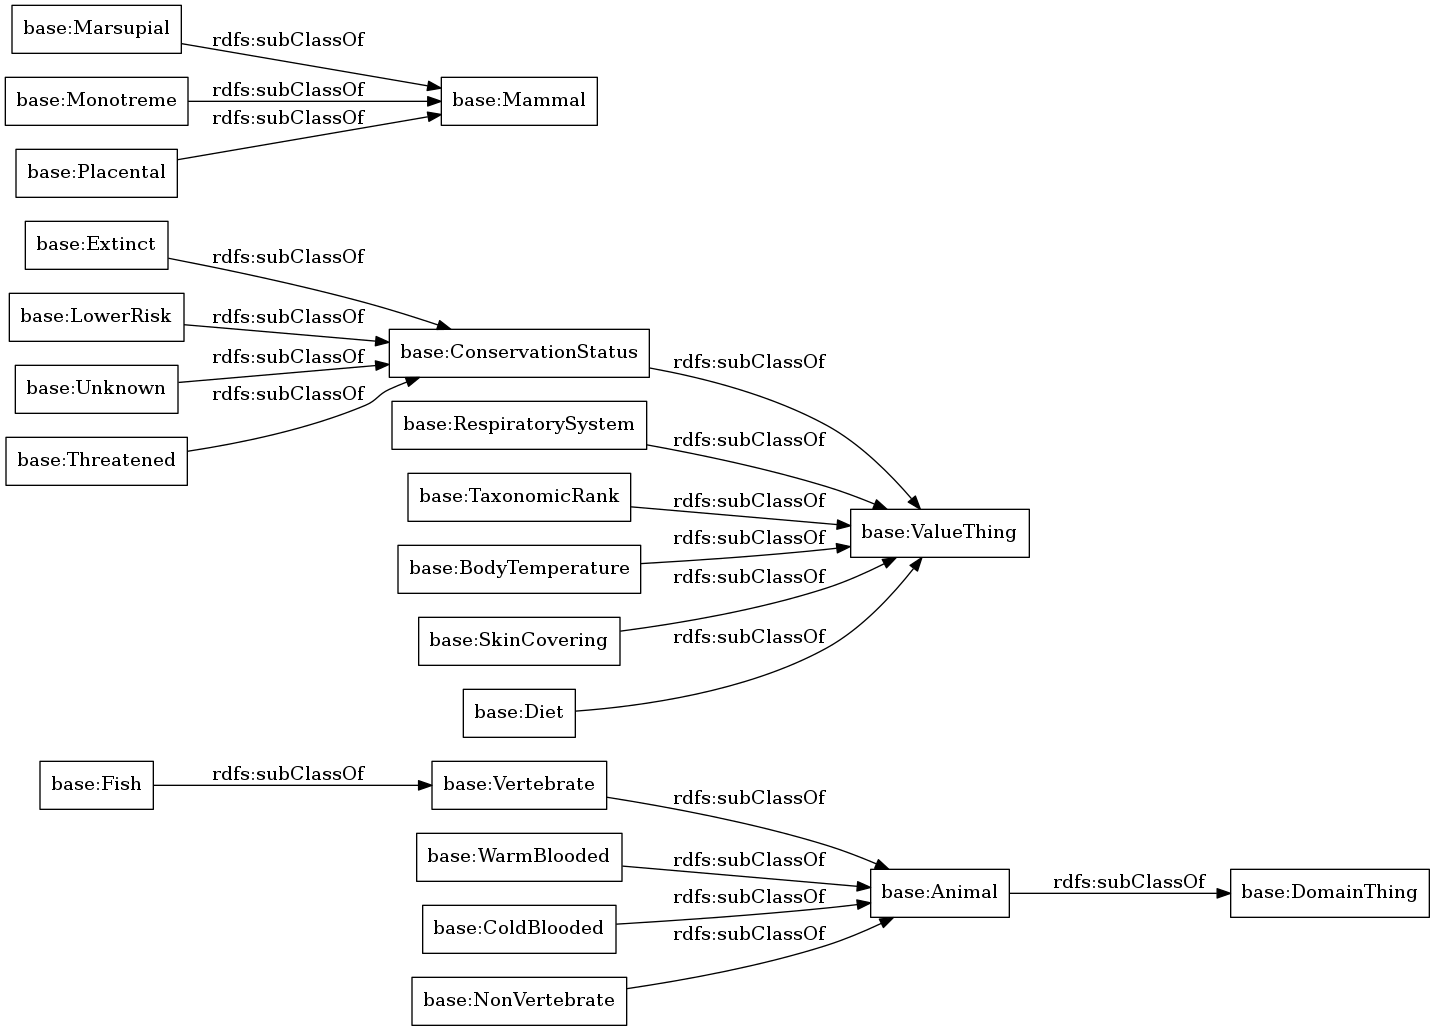 base:Marsupial
rdfs:subClassOf
base:Monotreme
rdfs:subClassOf
base:Mammal
rdfs:subClassOf
base:Placental
base:Extinct
rdfs:subClassOf
base:LowerRisk
rdfs:subClassOf
base:ConservationStatus
rdfs:subClassOf
rdfs:subClassOf
base:Unknown
rdfs:subClassOf
base:RespiratorySystem
rdfs:subClassOf
base:Threatened
base:TaxonomicRank
rdfs:subClassOf
base:ValueThing
rdfs:subClassOf
base:BodyTemperature
rdfs:subClassOf
base:SkinCovering
rdfs:subClassOf
base:Diet
base:Fish
rdfs:subClassOf
base:Vertebrate
rdfs:subClassOf
base:WarmBlooded
rdfs:subClassOf
base:Animal
rdfs:subClassOf
base:DomainThing
rdfs:subClassOf
base:ColdBlooded
rdfs:subClassOf
base:NonVertebrate